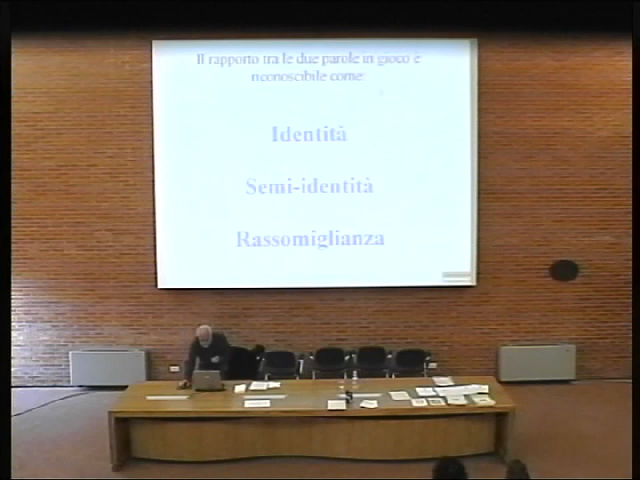 Il rapporto tra le due parole in gioco è
riconoscibile come:
Identità
Semi-identità
Rassomiglianza